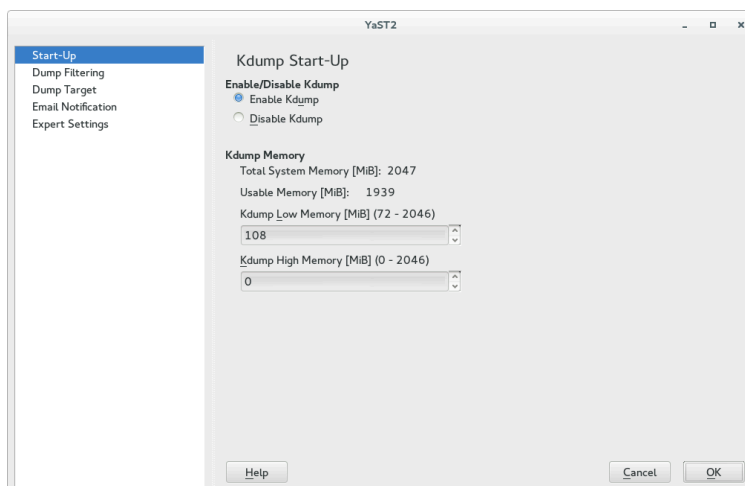 YaST2
Start-Up
Dump Filtering
Dump Target
Email Notification
Expert Settings
Kdump Start-Up
Enable/Disable Kdump
Enable Kdump
Disable Kdump
Kdump Memory
Total System Memory [MiB]: 2047
Usable Memory [MiB]: 1939
Kdump Low Memory [MiB] (72 - 2046)
108
Kdump High Memory [MiB] (0 - 2046)
0
Help
Cancel
OK